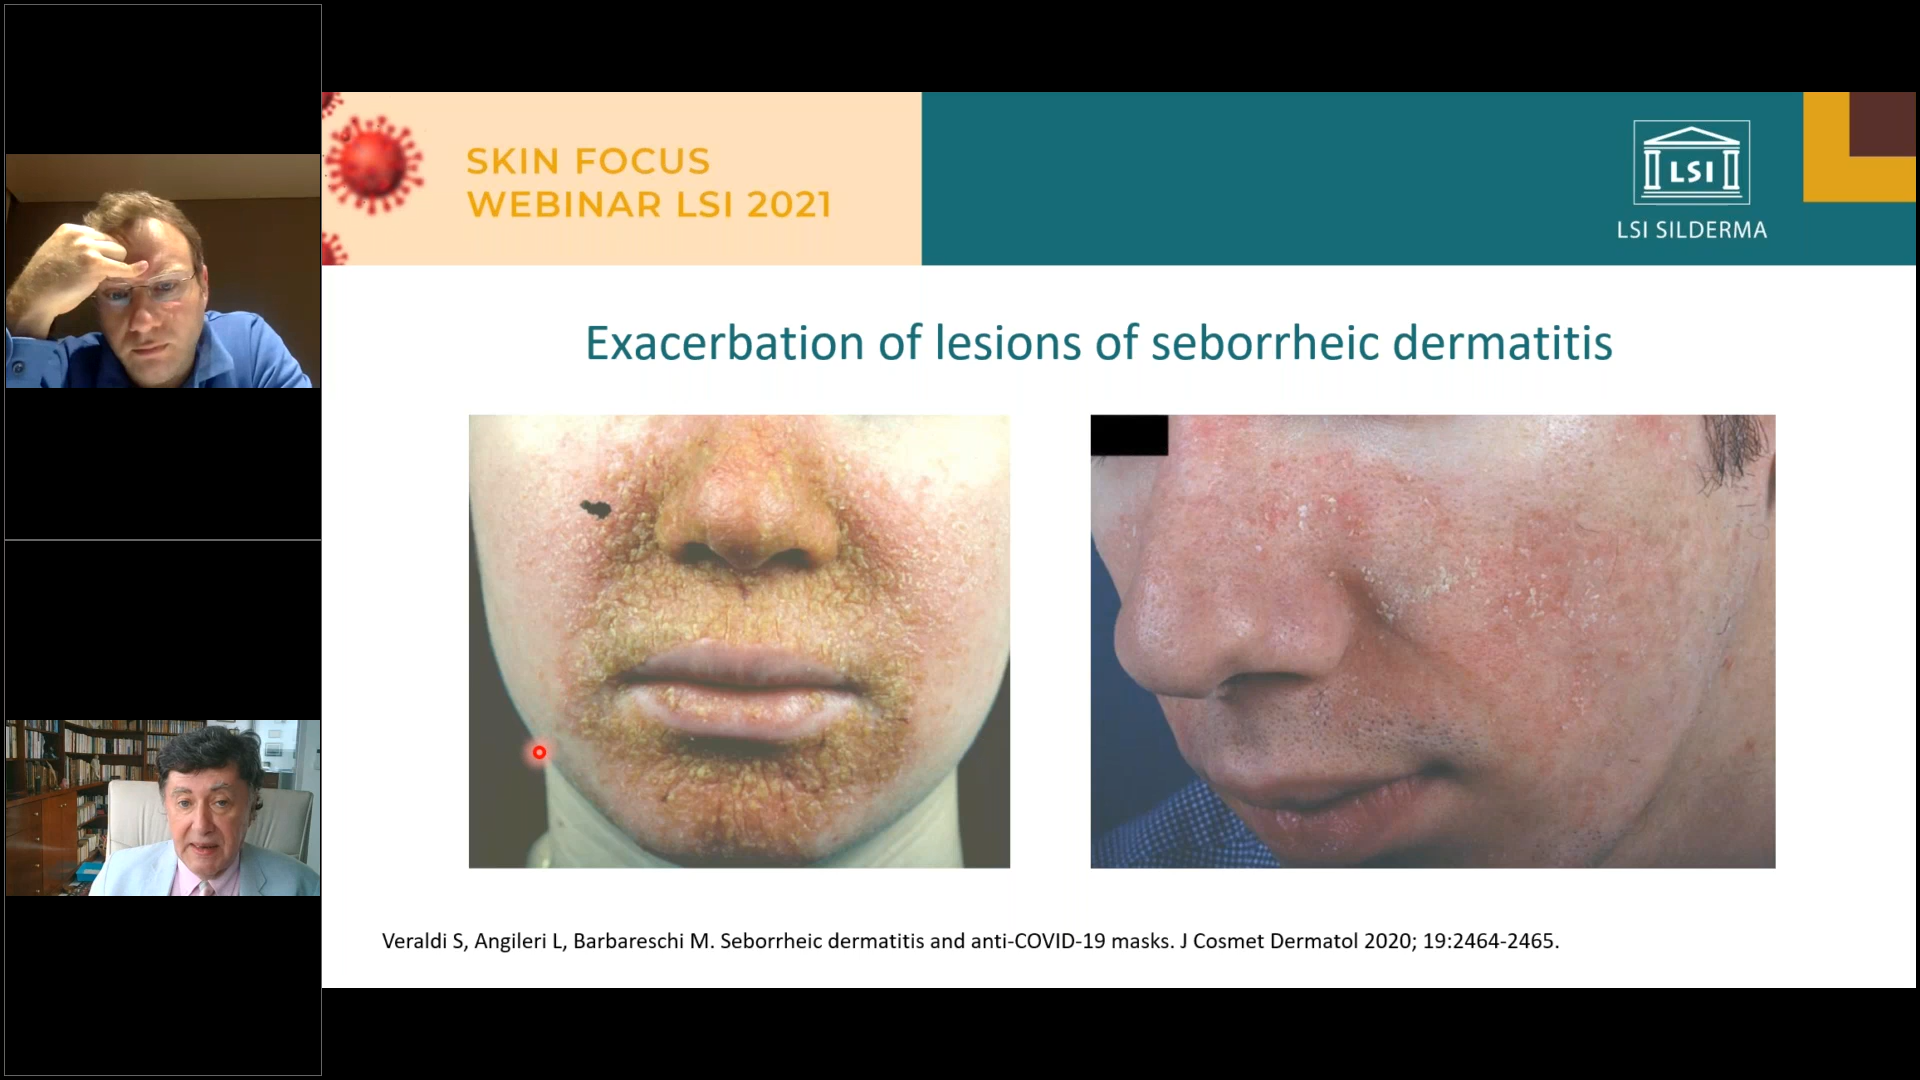 SKIN FOCUS
WEBINAR LSI 2021
LSI
LSI SILDERMA
Exacerbation of lesions of seborrheic dermatitis
Veraldi S, Angileri L, Barbareschi M. Seborrheic dermatitis and anti-COVID-19 masks. J Cosmet Dermatol 2020; 19:2464-2465.